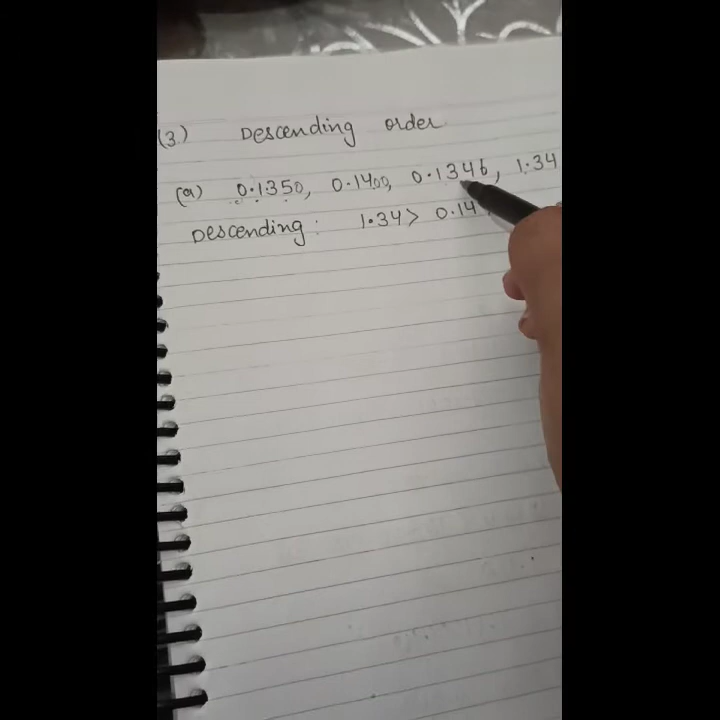 (3.) Descending order
(a) 0.1350, 0.1400, 0.1346, 1.34
Descending: 1.34 > 0.14